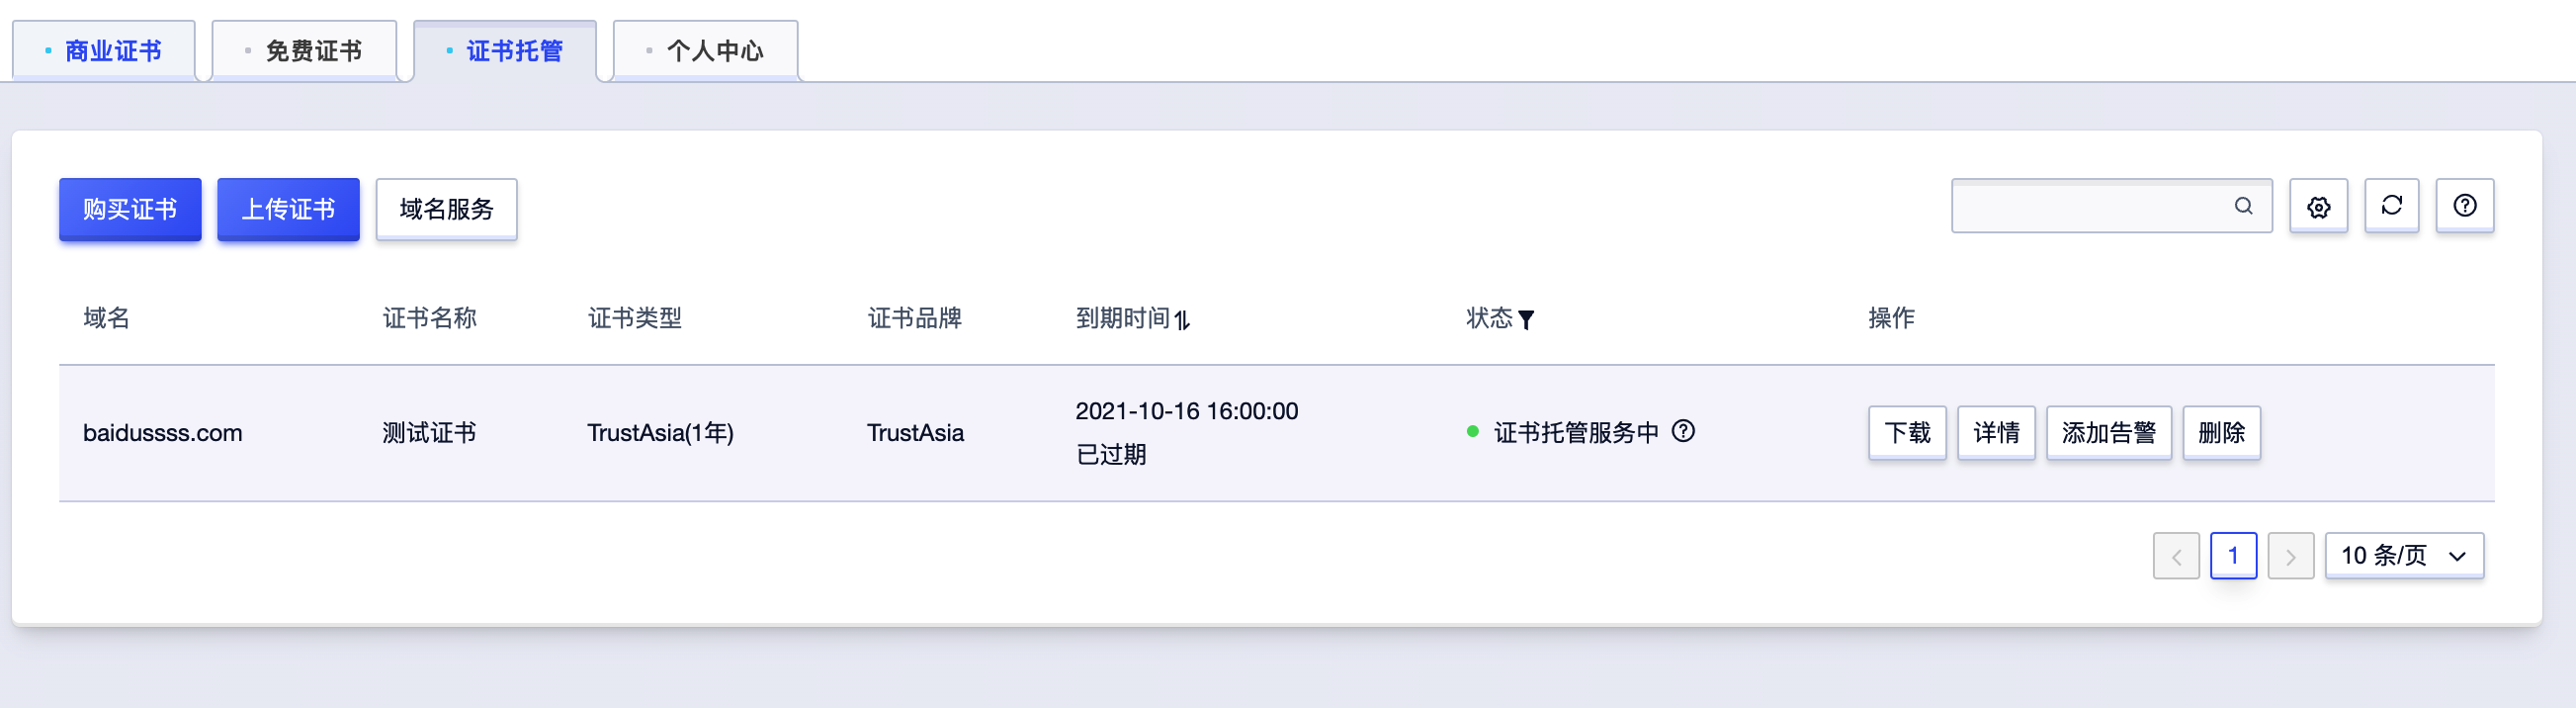 商业证书 免费证书 证书托管 个人中心
购买证书 上传证书 域名服务
域名 证书名称 证书类型 证书品牌 到期时间 状态 操作
baidussss.com 测试证书 TrustAsia(1年) TrustAsia 2021-10-16 16:00:00 证书托管服务中 下载 详情 添加告警 删除
已过期
1 10 条/页